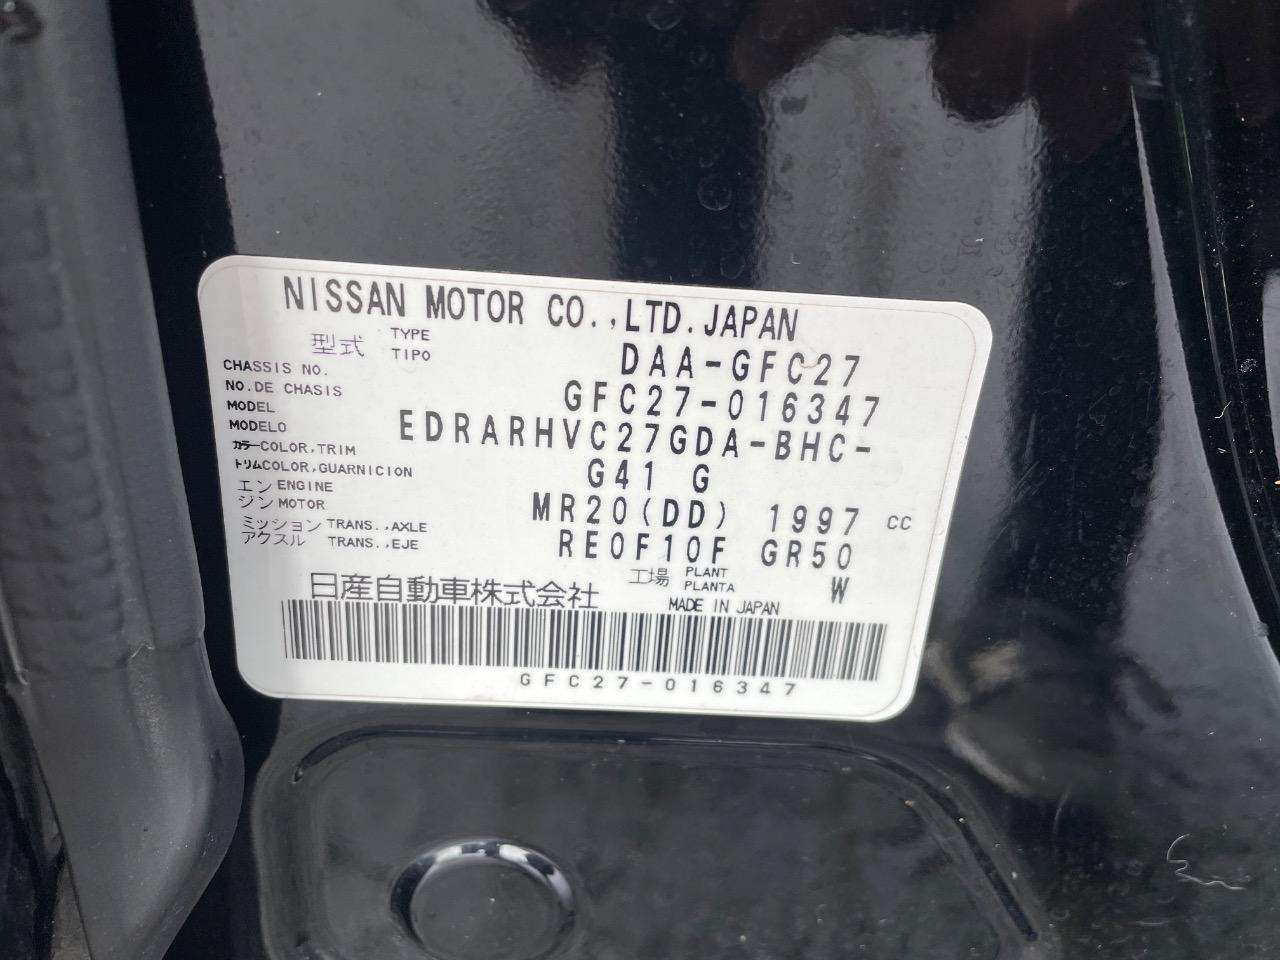 NISSAN MOTOR CO.,LTD.JAPAN
型式 TYPE TIPO DAA-GFC27
CHASSIS NO.
NO.DE CHASIS GFC27-016347
MODEL
MODELO EDRARHVC27GDA-BHC-
カラー COLOR,TRIM
トリム COLOR,GUARNICION G41 G
エン ENGINE
ジン MOTOR MR20(DD) 1997 CC
ミッション TRANS.,AXLE
アクスル TRANS.,EJE RE0F10F GR50
工場 PLANT PLANTA W
日産自動車株式会社 MADE IN JAPAN
GFC27-016347